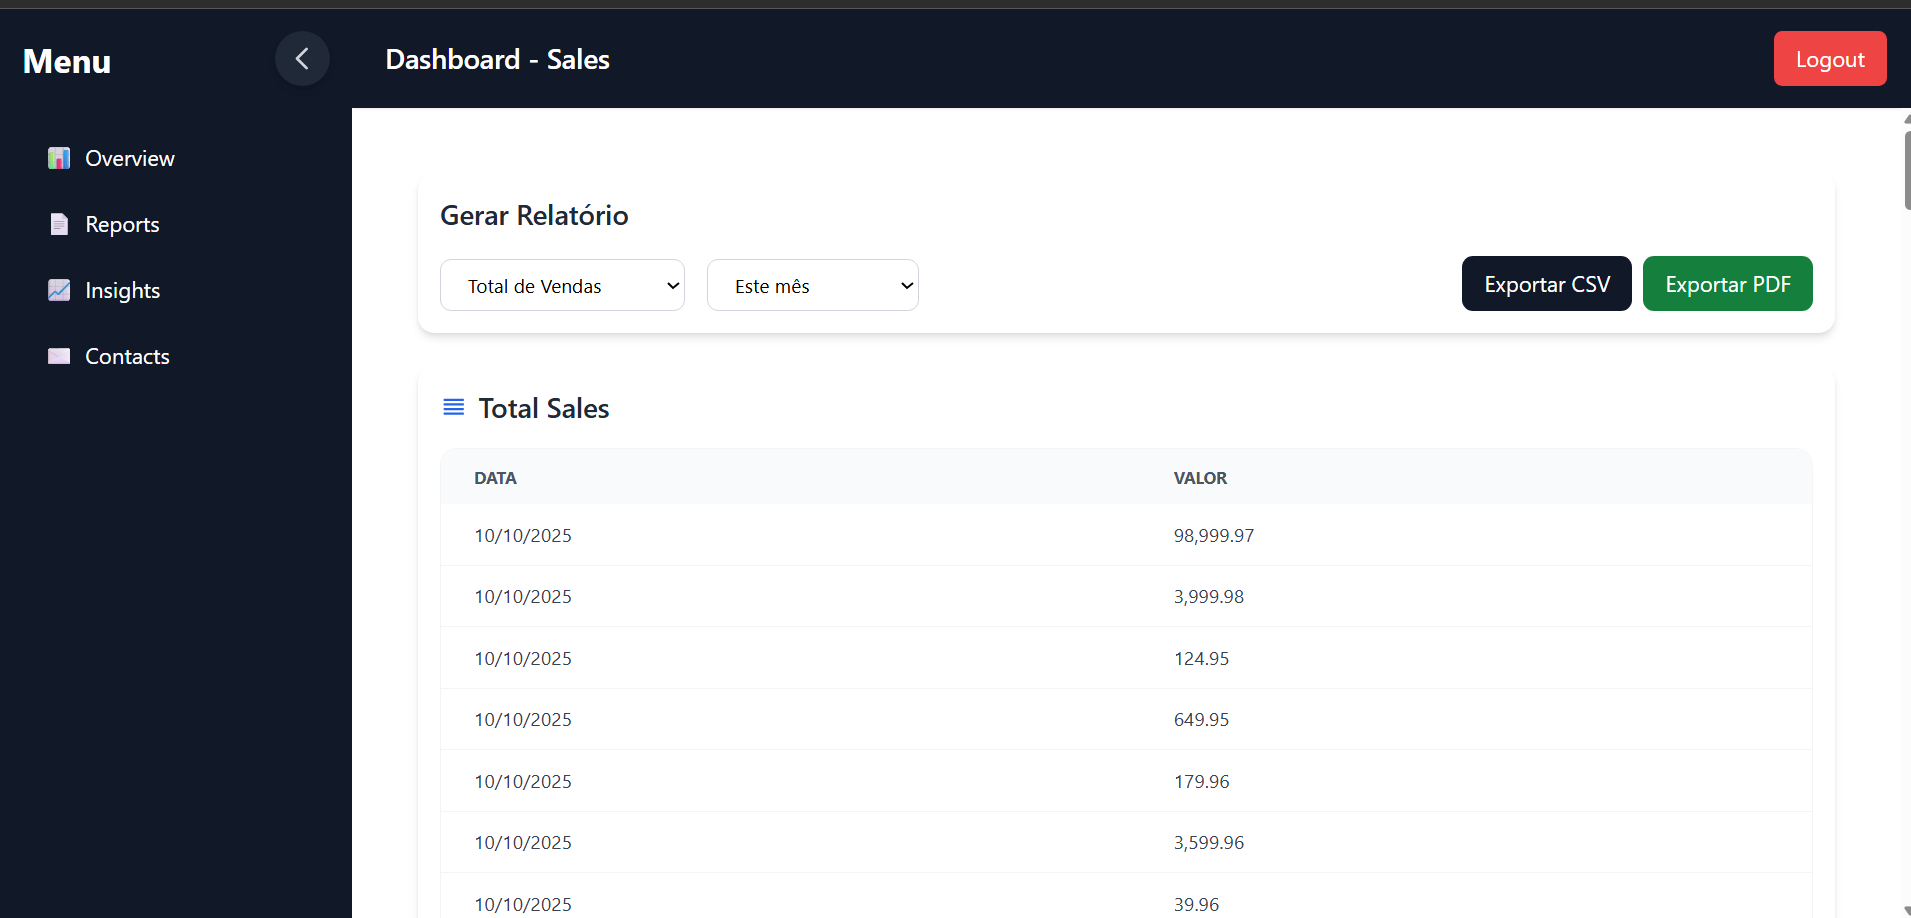 Menu
Dashboard - Sales
Logout
Overview
Reports
Insights
Contacts
Gerar Relatório
Total de Vendas
Este mês
Exportar CSV
Exportar PDF
Total Sales
DATA VALOR
10/10/2025 98,999.97
10/10/2025 3,999.98
10/10/2025 124.95
10/10/2025 649.95
10/10/2025 179.96
10/10/2025 3,599.96
10/10/2025 39.96